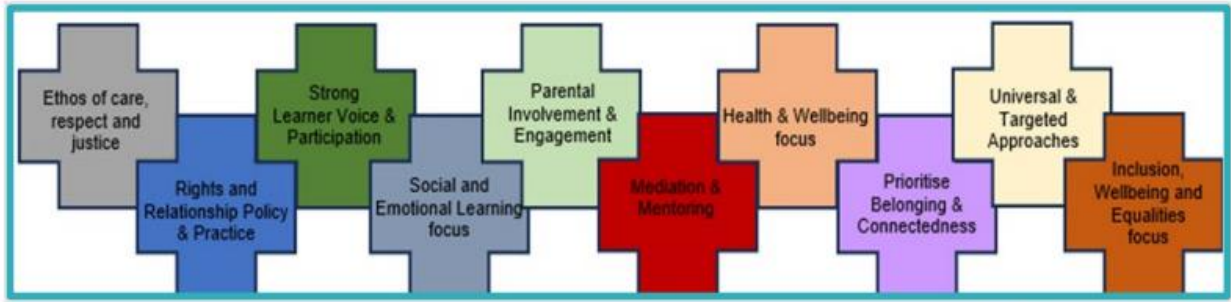 Ethos of care,
respect and
justice
Rights and
Relationship Policy
& Practice
Strong
Learner Voice &
Participation
Social and
Emotional Learning
focus
Parental
Involvement &
Engagement
Mediation &
Mentoring
Health & Wellbeing
focus
Prioritise
Belonging &
Connectedness
Universal &
Targeted
Approaches
Inclusion,
Wellbeing and
Equalities
focus